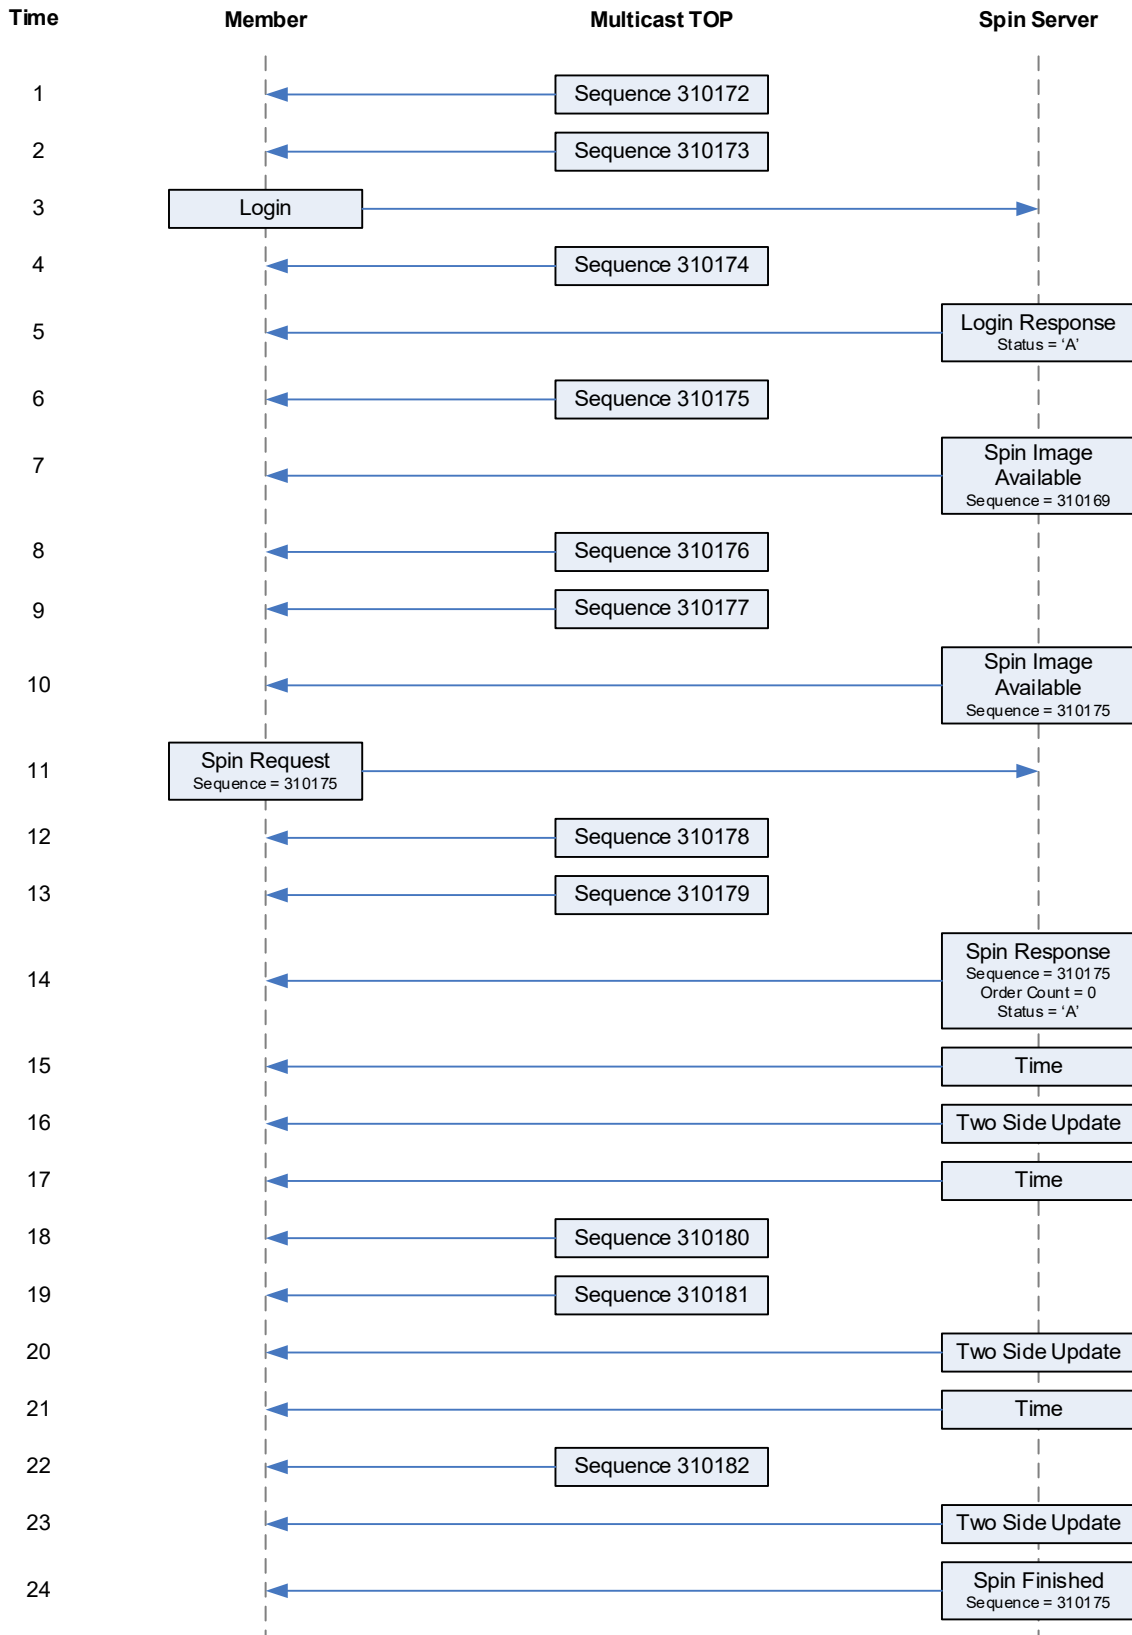 Time Member Multicast TOP Spin Server
1 Sequence 310172
2 Sequence 310173
3 Login
4 Sequence 310174
5 Login Response
Status = ‘A’
6 Sequence 310175
7 Spin Image
Available
Sequence = 310169
8 Sequence 310176
9 Sequence 310177
10 Spin Image
Available
Sequence = 310175
11 Spin Request
Sequence = 310175
12 Sequence 310178
13 Sequence 310179
14 Spin Response
Sequence = 310175
Order Count = 0
Status = ‘A’
15 Time
16 Two Side Update
17 Time
18 Sequence 310180
19 Sequence 310181
20 Two Side Update
21 Time
22 Sequence 310182
23 Two Side Update
24 Spin Finished
Sequence = 310175